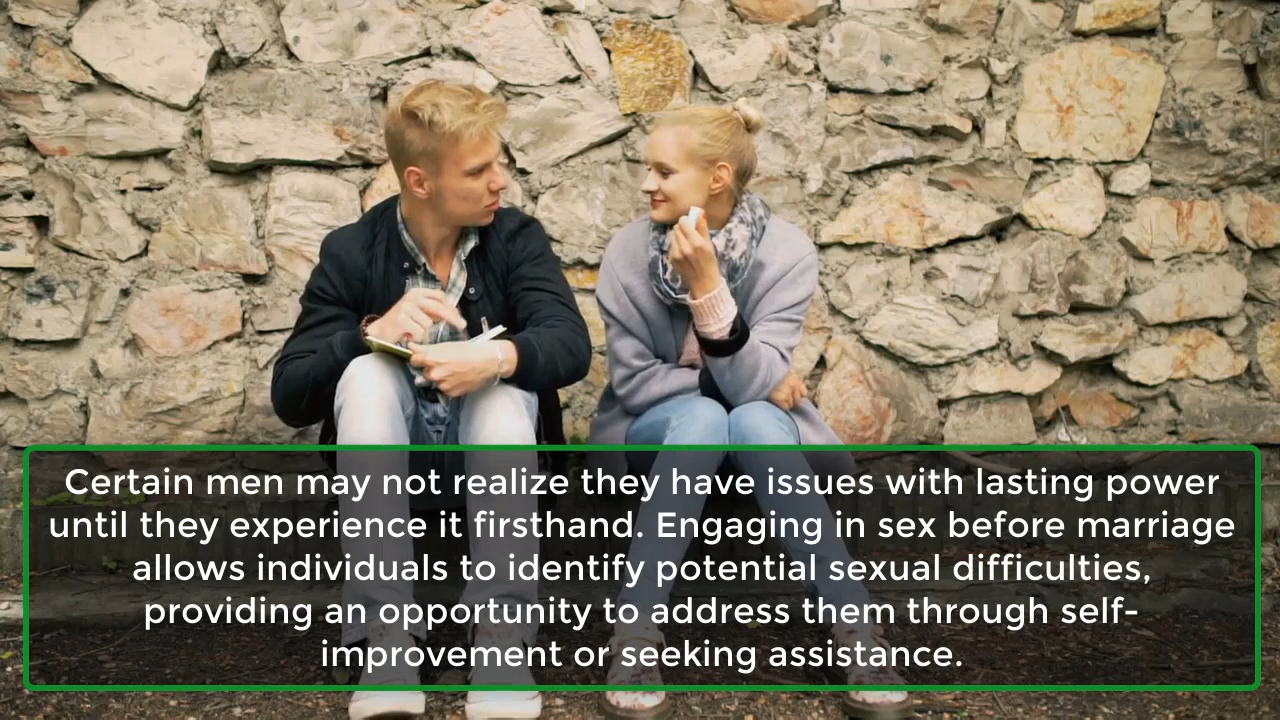 Certain men may not realize they have issues with lasting power
until they experience it firsthand. Engaging in sex before marriage
allows individuals to identify potential sexual difficulties,
providing an opportunity to address them through self-
improvement or seeking assistance.